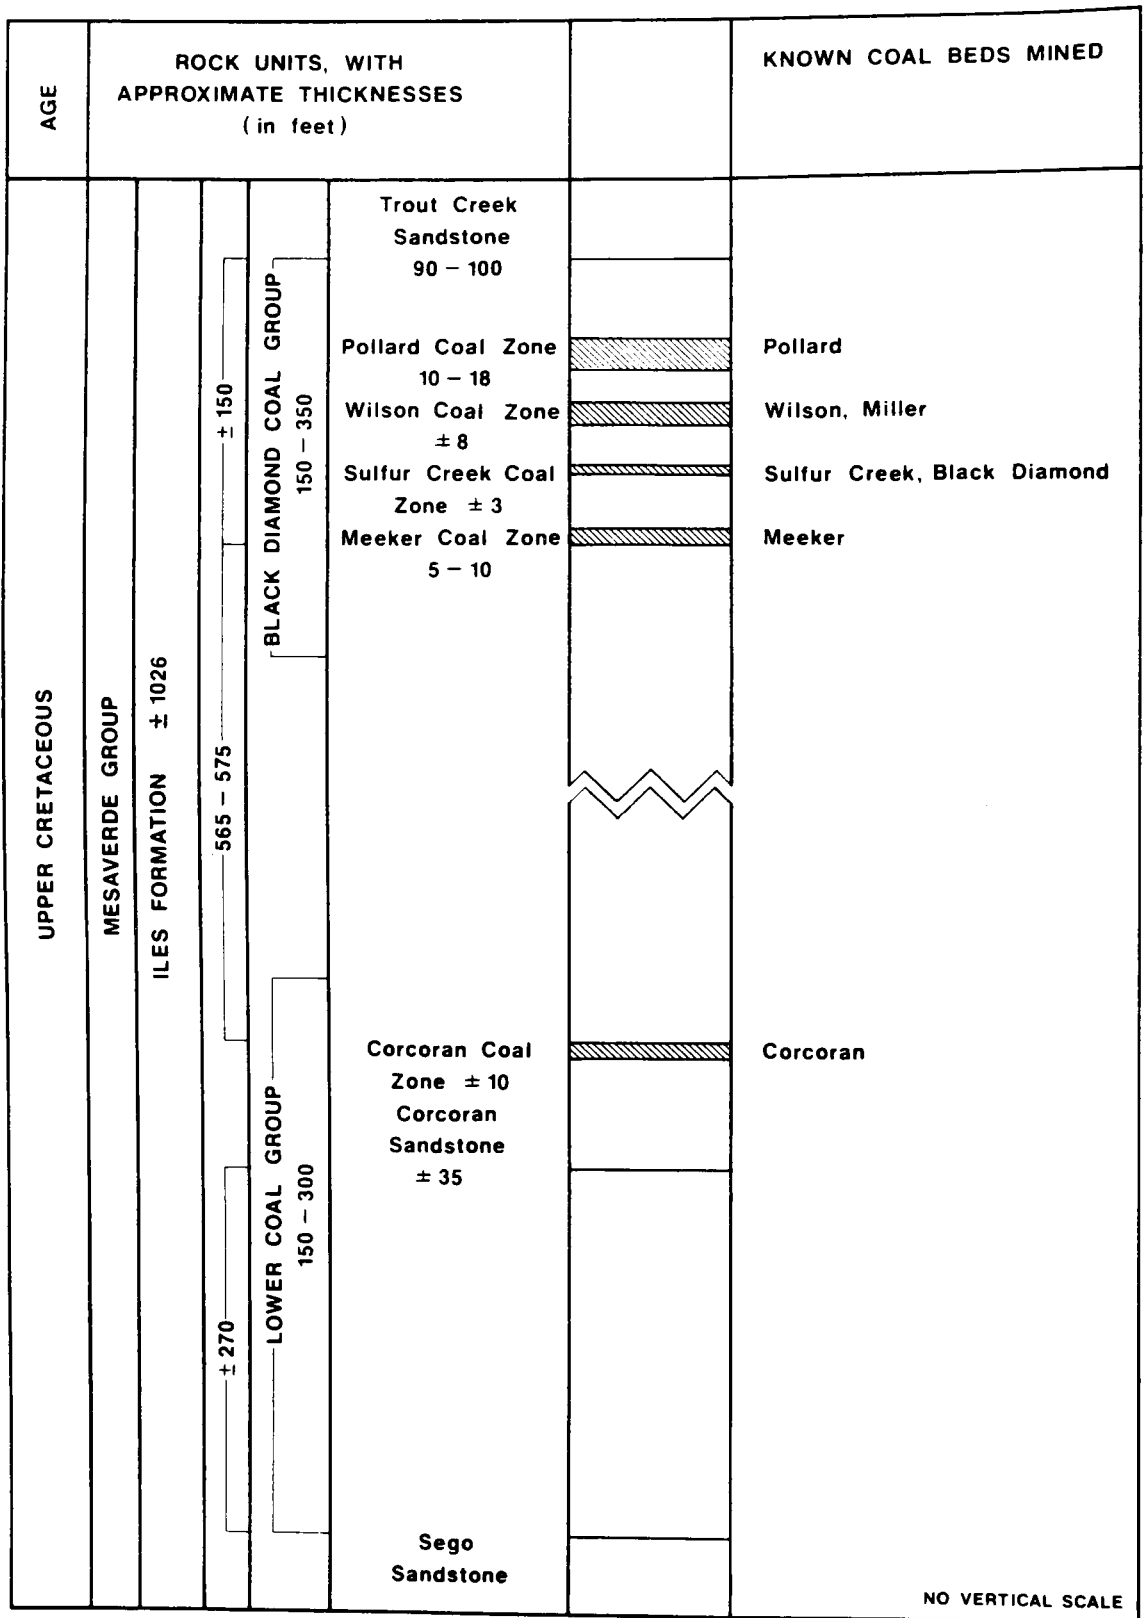 AGE
ROCK UNITS, WITH
APPROXIMATE THICKNESSES
(in feet)
KNOWN COAL BEDS MINED
UPPER CRETACEOUS
MESAVERDE GROUP
ILES FORMATION ± 1026
± 150
565 – 575
± 270
BLACK DIAMOND COAL GROUP
150 – 350
LOWER COAL GROUP
150 – 300
Trout Creek
Sandstone
90 – 100
Pollard Coal Zone
10 – 18
Wilson Coal Zone
± 8
Sulfur Creek Coal
Zone ± 3
Meeker Coal Zone
5 – 10
Corcoran Coal
Zone ± 10
Corcoran
Sandstone
± 35
Sego
Sandstone
Pollard
Wilson, Miller
Sulfur Creek, Black Diamond
Meeker
Corcoran
NO VERTICAL SCALE